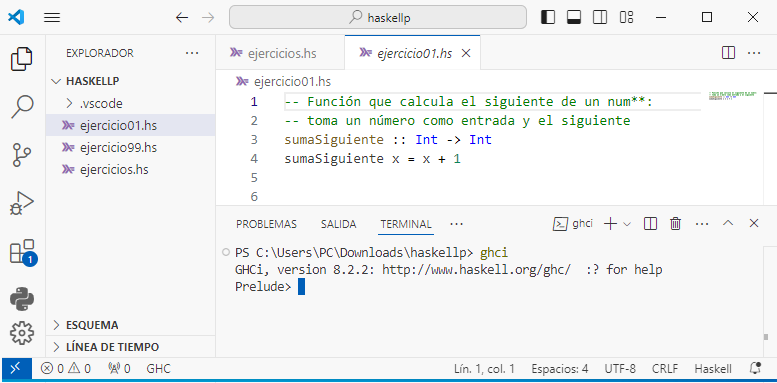 haskellp
EXPLORADOR ...
HASKELLP
.vscode
ejercicio01.hs
ejercicio99.hs
ejercicios.hs
ESQUEMA
LÍNEA DE TIEMPO
1
ejercicios.hs ejercicio01.hs
ejercicio01.hs
1 -- Función que calcula el siguiente de un num**:
2 -- toma un número como entrada y el siguiente
3 sumaSiguiente :: Int -> Int
4 sumaSiguiente x = x + 1
5
6
PROBLEMAS SALIDA TERMINAL ... ghci
PS C:\Users\PC\Downloads\haskellp> ghci
GHCi, version 8.2.2: http://www.haskell.org/ghc/ :? for help
Prelude>
0 0 0 GHC Lín. 1, col. 1 Espacios: 4 UTF-8 CRLF Haskell